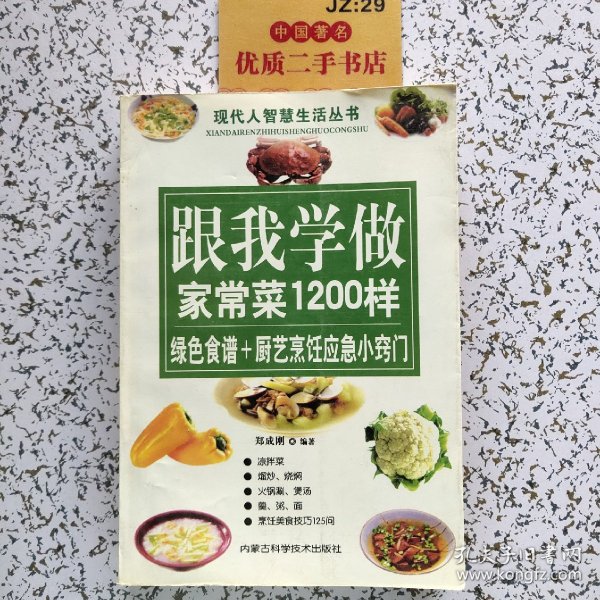 JZ:29
中国著名
优质二手书店
现代人智慧生活丛书
XIANDAIRENZHIHUISHENGHUOCONGSHU
跟我学做
家常菜1200样
绿色食谱+厨艺烹饪应急小窍门
郑成刚 编著
●凉拌菜
●熘炒、烧焖
●火锅涮、煲汤
●羹、粥、面
●烹饪美食技巧125问
内蒙古科学技术出版社
孔夫子旧书网
www.kongfz.com